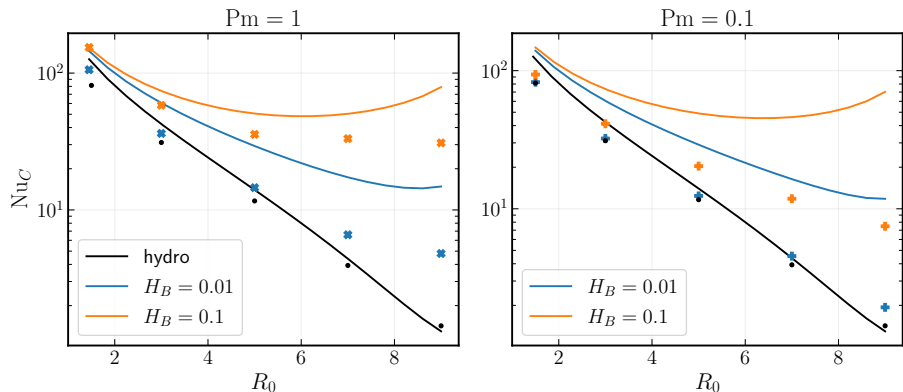 Pm = 1
Nu_C
10^2
10^1
hydro
H_B = 0.01
H_B = 0.1
2 4 6 8
R_0
Pm = 0.1
10^2
10^1
H_B = 0.01
H_B = 0.1
2 4 6 8
R_0